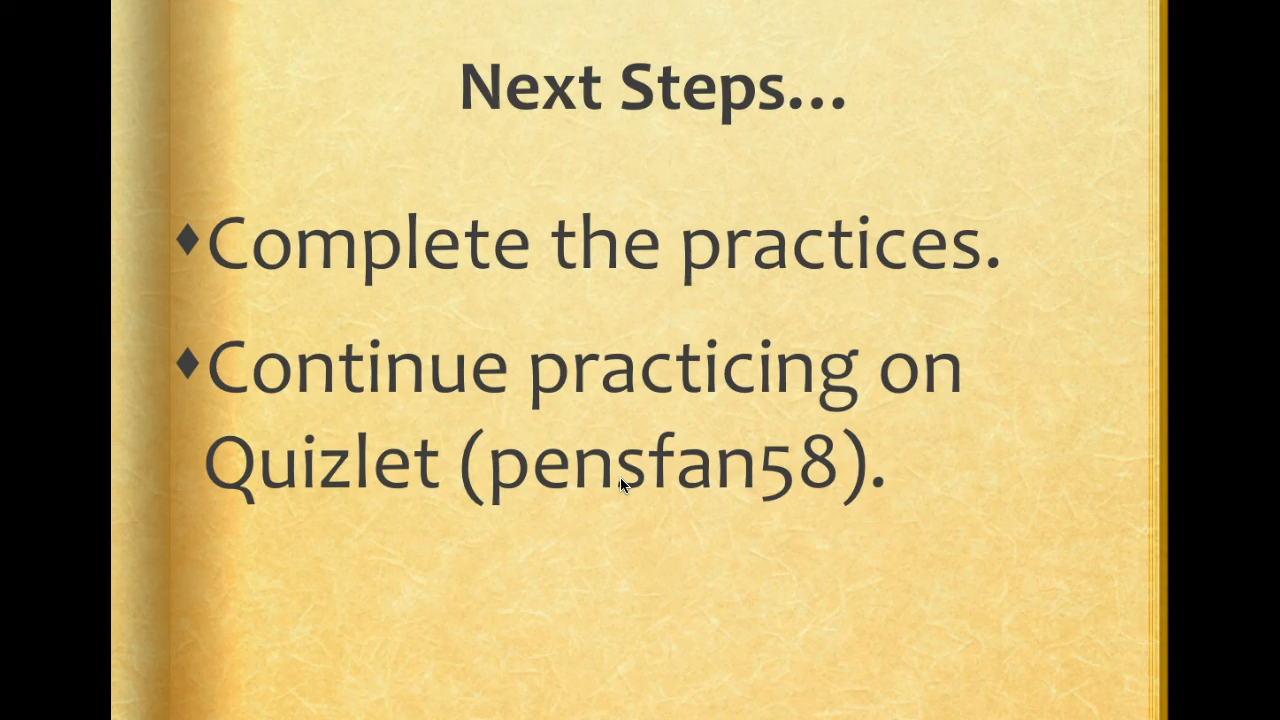 Next Steps...
♦Complete the practices.
♦Continue practicing on
Quizlet (pensfan58).